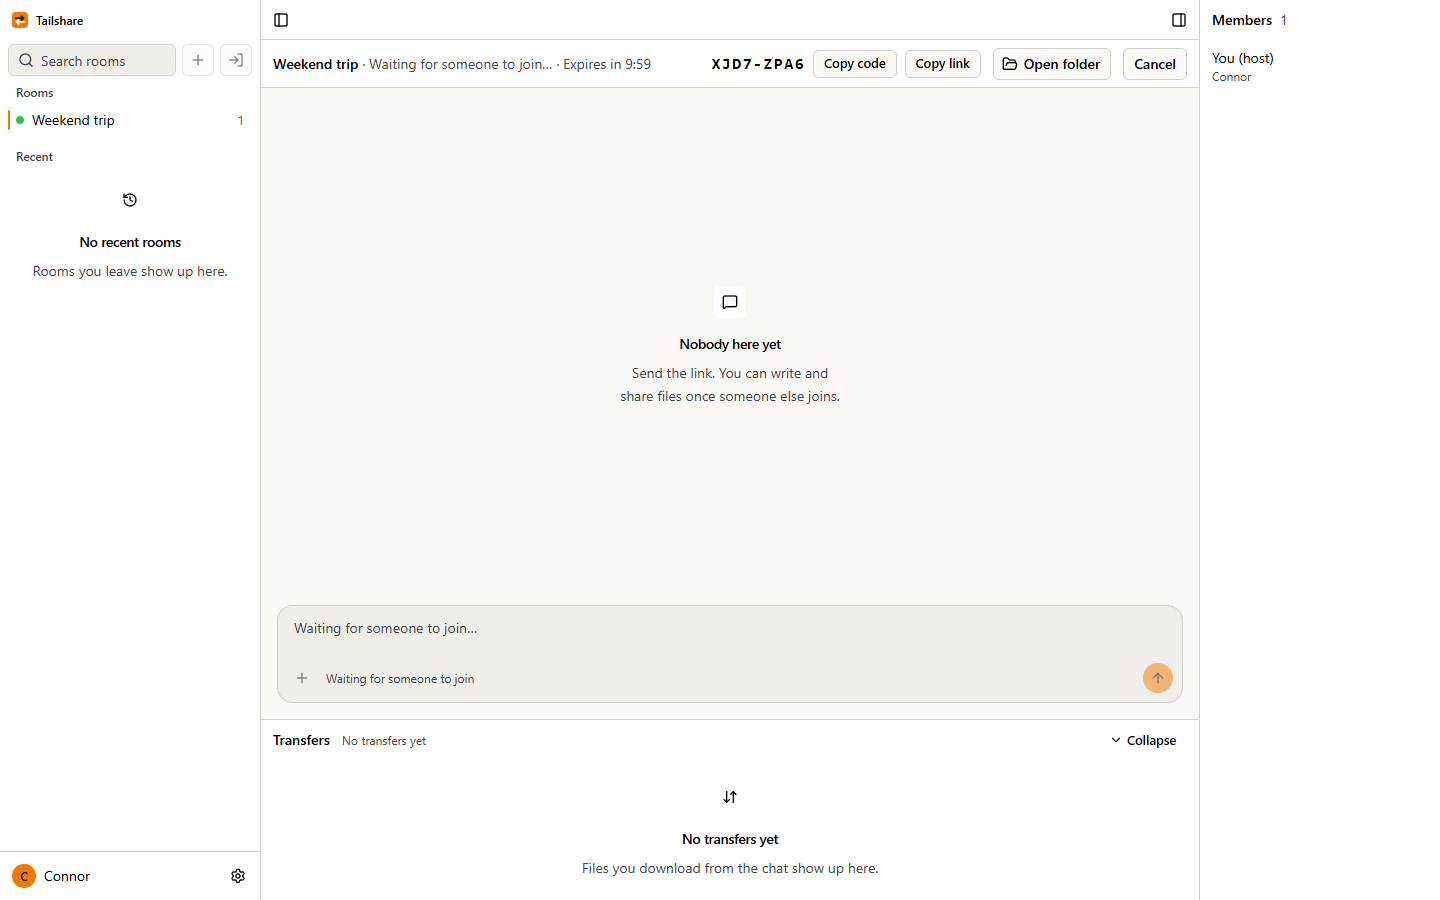 Tailshare
Search rooms
Rooms
Weekend trip 1
Recent
No recent rooms
Rooms you leave show up here.
C Connor
Weekend trip · Waiting for someone to join... · Expires in 9:59
XJD7-ZPA6 Copy code Copy link Open folder Cancel
Nobody here yet
Send the link. You can write and
share files once someone else joins.
Waiting for someone to join...
Waiting for someone to join
Transfers No transfers yet Collapse
No transfers yet
Files you download from the chat show up here.
Members 1
You (host)
Connor